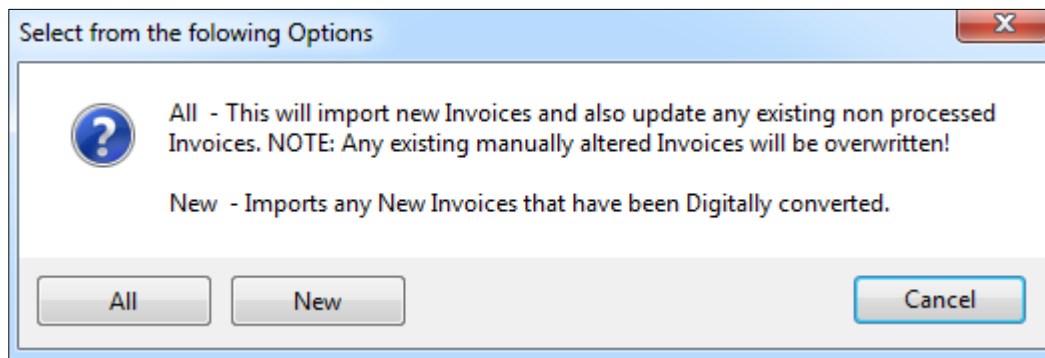 Select from the folowing Options
All - This will import new Invoices and also update any existing non processed
Invoices. NOTE: Any existing manually altered Invoices will be overwritten!
New - Imports any New Invoices that have been Digitally converted.
All
New
Cancel